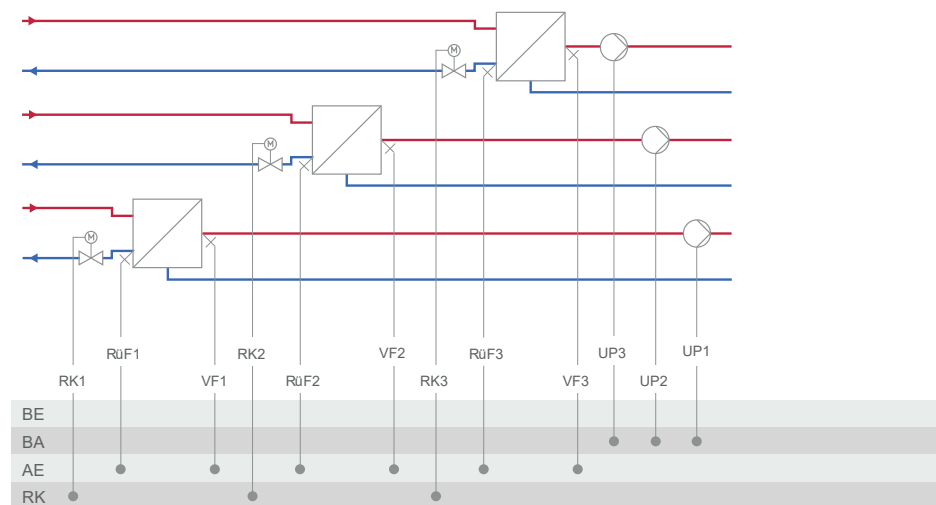 M
M
M
RüF1 RK2 VF2 RüF3 UP3 UP1
RK1 VF1 RüF2 RK3 VF3 UP2
BE
BA
AE
RK